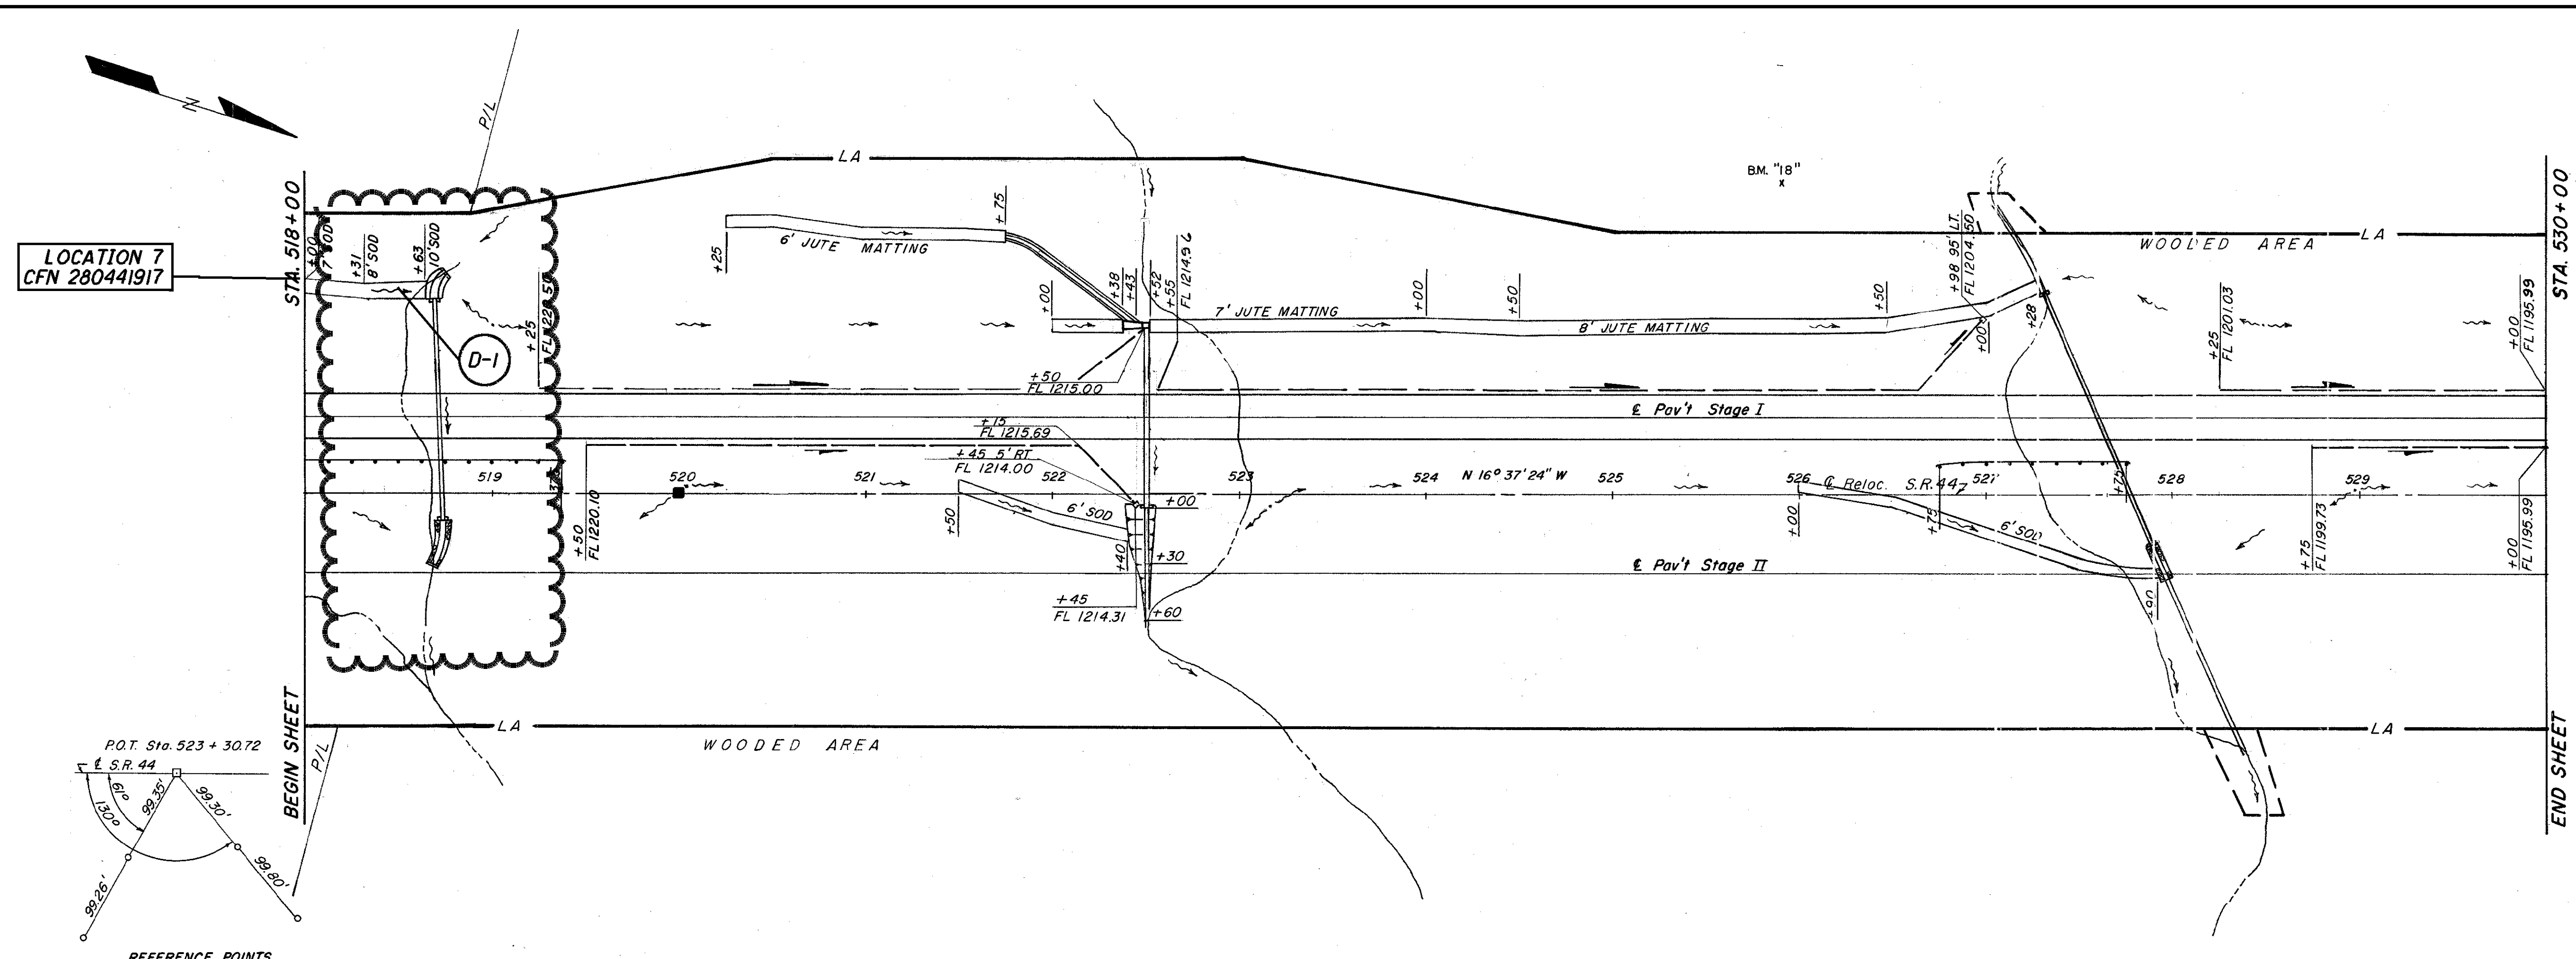 N
P/L
LA
B.M. "18"
x
STA. 518+00
STA. 530+00
LOCATION 7
CFN 280441917
+00
7' SOD
+31
8' SOD
+63
10' SOD
D-1
+25
+25
6' JUTE MATTING
+75
+00
+38
+43
+52
+55
FL 1214.96
7' JUTE MATTING
+00
+50
8' JUTE MATTING
+50
+98 95' LT.
FL 1204.50
+00
+28
WOODED AREA
LA
+25
FL 1201.03
+00
FL 1195.99
+50
FL 1215.00
℄ Pav't Stage I
+15
FL 1215.69
+45 5' RT
FL 1214.00
519
520
521
522
523
524
N 16° 37' 24" W
525
526
℄ Reloc. S.R. 44
527
528
529
+50
FL 1220.10
+50
6' SOD
+40
+00
+30
+45
FL 1214.31
+60
℄ Pav't Stage II
+00
+75
6' SOD
+75
+90
+75
FL 1199.73
+00
FL 1195.99
BEGIN SHEET
END SHEET
LA
LA
WOODED AREA
P/L
P.O.T. Sta. 523 + 30.72
℄ S.R. 44
61°
130°
99.35'
99.30'
99.26'
99.80'
REFERENCE POINTS